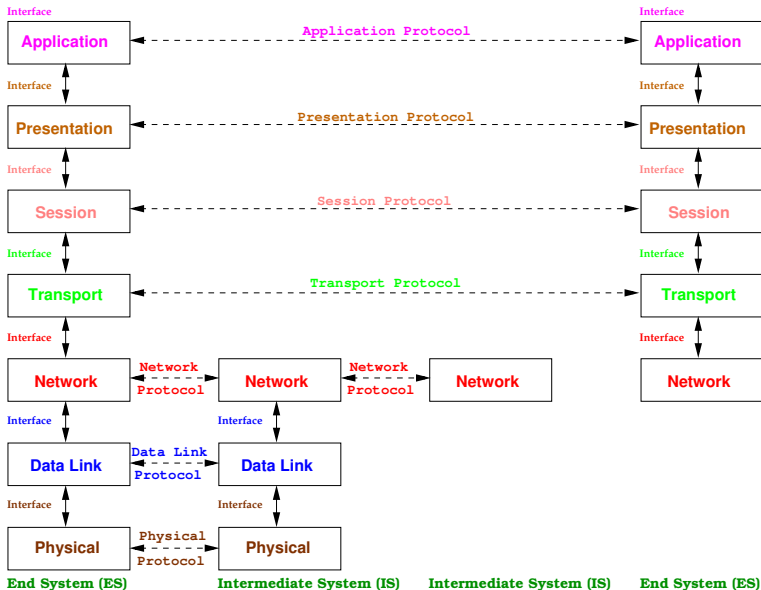 Interface Interface
Application Application Protocol Application
Interface Interface
Presentation Presentation Protocol Presentation
Interface Interface
Session Session Protocol Session
Interface Interface
Transport Transport Protocol Transport
Interface Interface
Network Network
Network Network Protocol Protocol Network Network
Interface Interface
Data Link
Data Link Protocol Data Link
Interface Interface
Physical
Physical Protocol Physical
End System (ES) Intermediate System (IS) Intermediate System (IS) End System (ES)